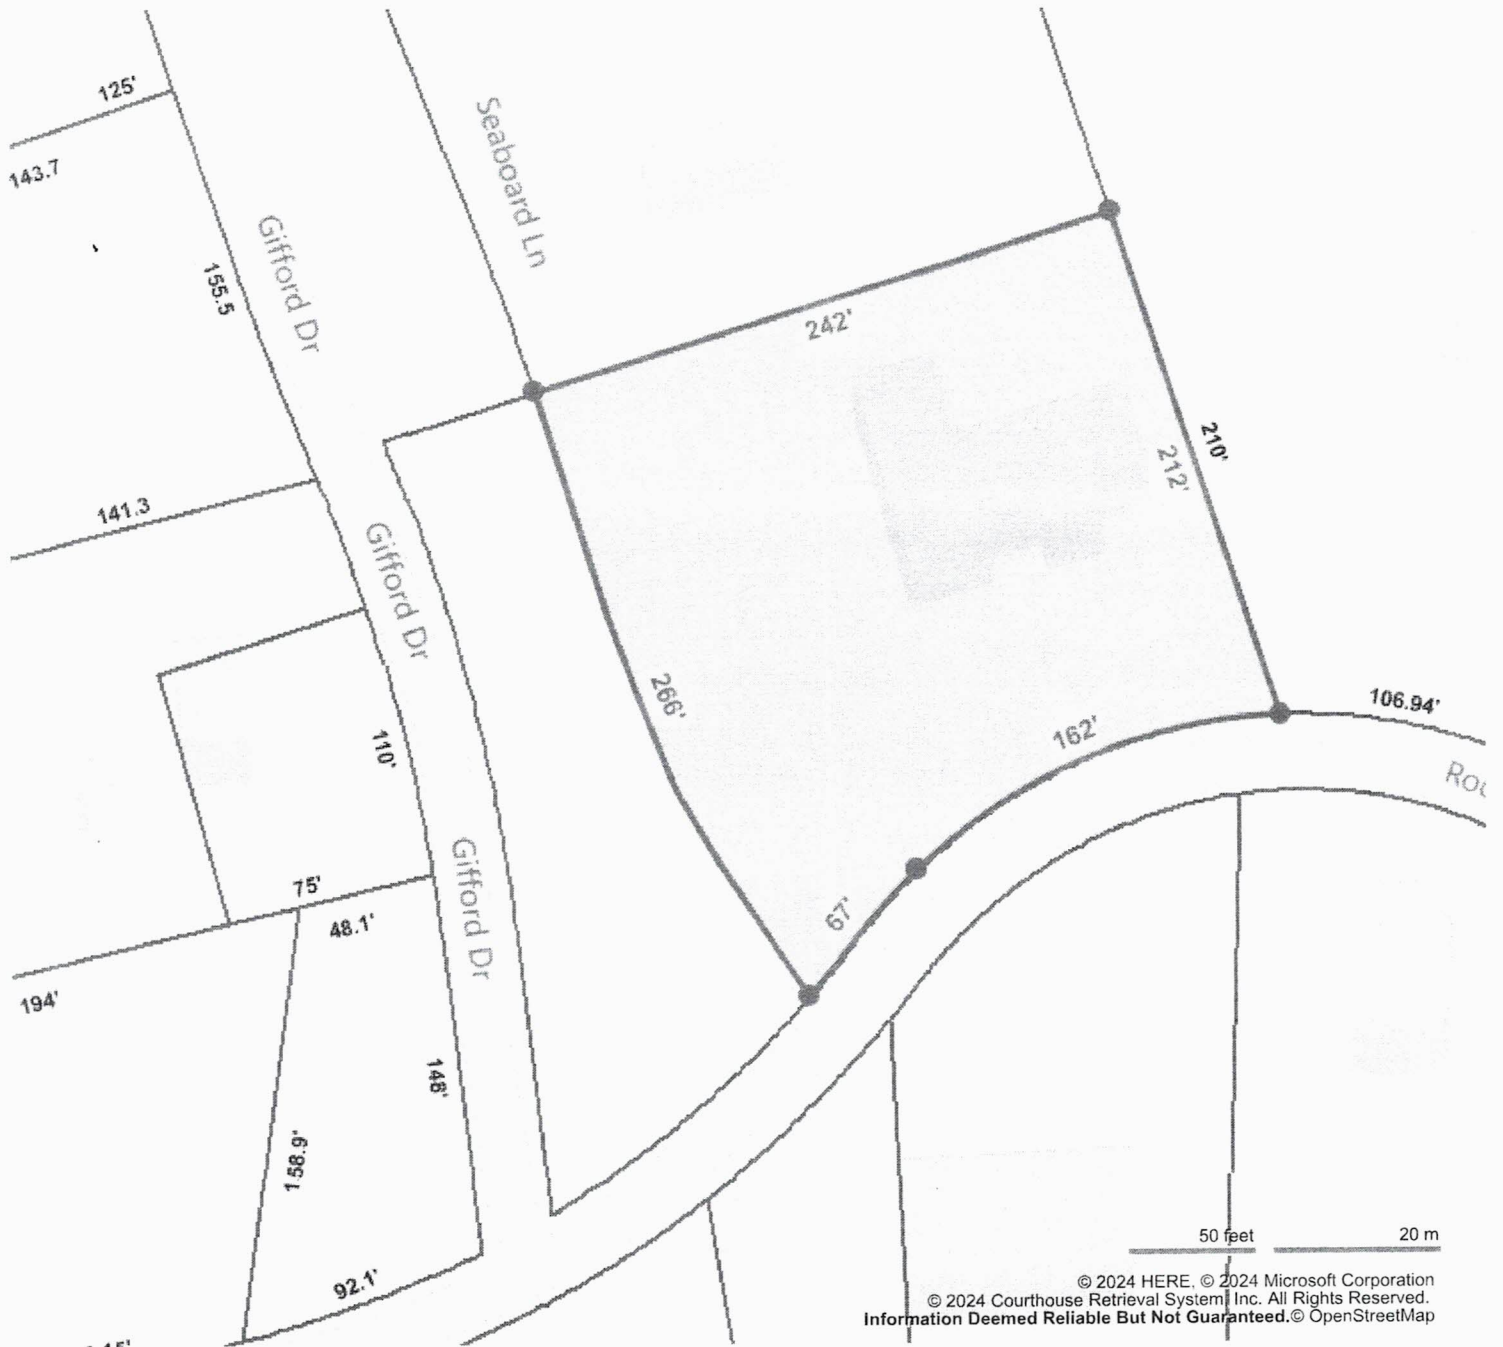 125'
143.7
Seaboard Ln
Gifford Dr
155.5
242'
210'
212'
141.3
Gifford Dr
266'
106.94'
162'
110'
Gifford Dr
75'
48.1'
67'
194'
148'
158.9'
92.1'
50 feet
20 m
© 2024 HERE, © 2024 Microsoft Corporation
© 2024 Courthouse Retrieval System, Inc. All Rights Reserved.
Information Deemed Reliable But Not Guaranteed.© OpenStreetMap